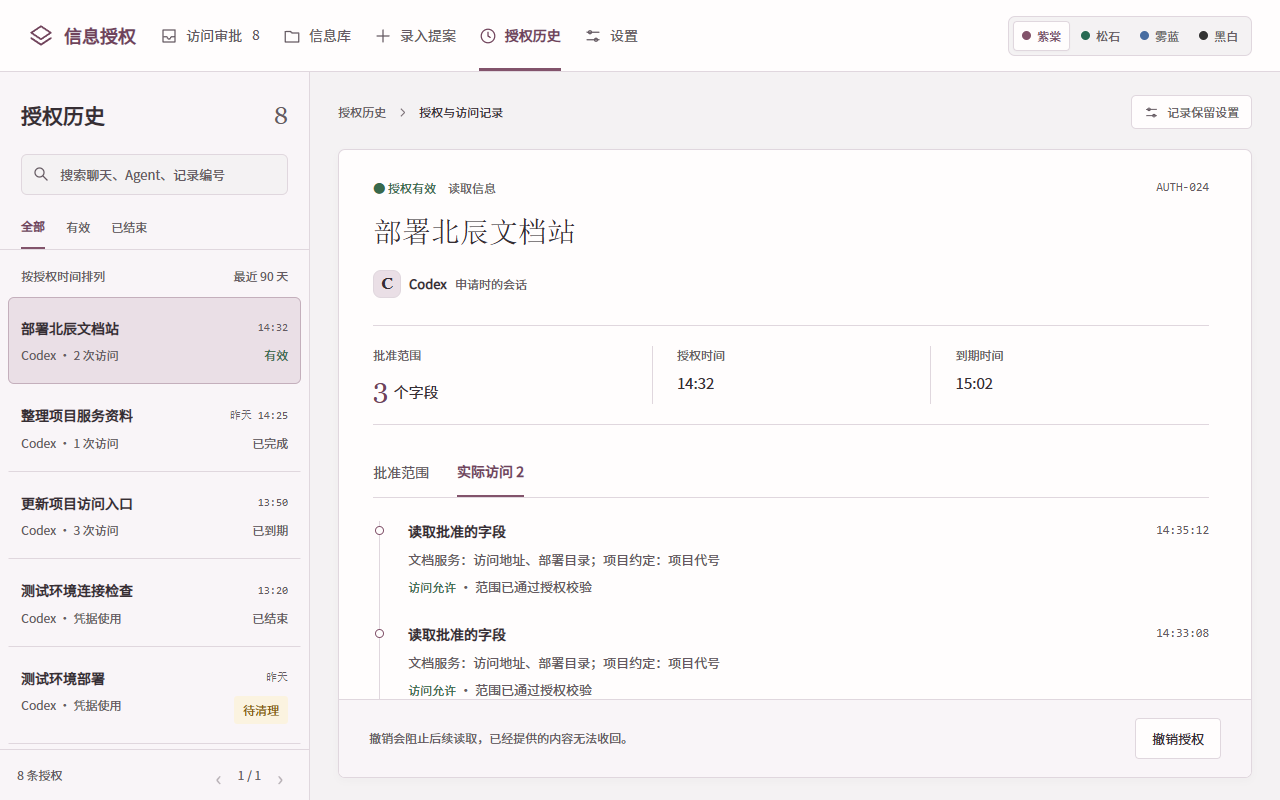 信息授权
访问审批 8
信息库
录入提案
授权历史
设置
紫棠
松石
雾蓝
黑白
授权历史 8
搜索聊天、Agent、记录编号
全部 有效 已结束
按授权时间排列 最近 90 天
部署北辰文档站 14:32
Codex · 2 次访问 有效
整理项目服务资料 昨天 14:25
Codex · 1 次访问 已完成
更新项目访问入口 13:50
Codex · 3 次访问 已到期
测试环境连接检查 13:20
Codex · 凭据使用 已结束
测试环境部署 昨天
Codex · 凭据使用 待清理
8 条授权 ‹ 1 / 1 ›
授权历史 > 授权与访问记录
记录保留设置
授权有效 读取信息 AUTH-024
部署北辰文档站
C Codex 申请时的会话
批准范围 授权时间 到期时间
3 个字段 14:32 15:02
批准范围 实际访问 2
读取批准的字段 14:35:12
文档服务：访问地址、部署目录；项目约定：项目代号
访问允许 · 范围已通过授权校验
读取批准的字段 14:33:08
文档服务：访问地址、部署目录；项目约定：项目代号
访问允许 · 范围已通过授权校验
撤销会阻止后续读取，已经提供的内容无法收回。
撤销授权